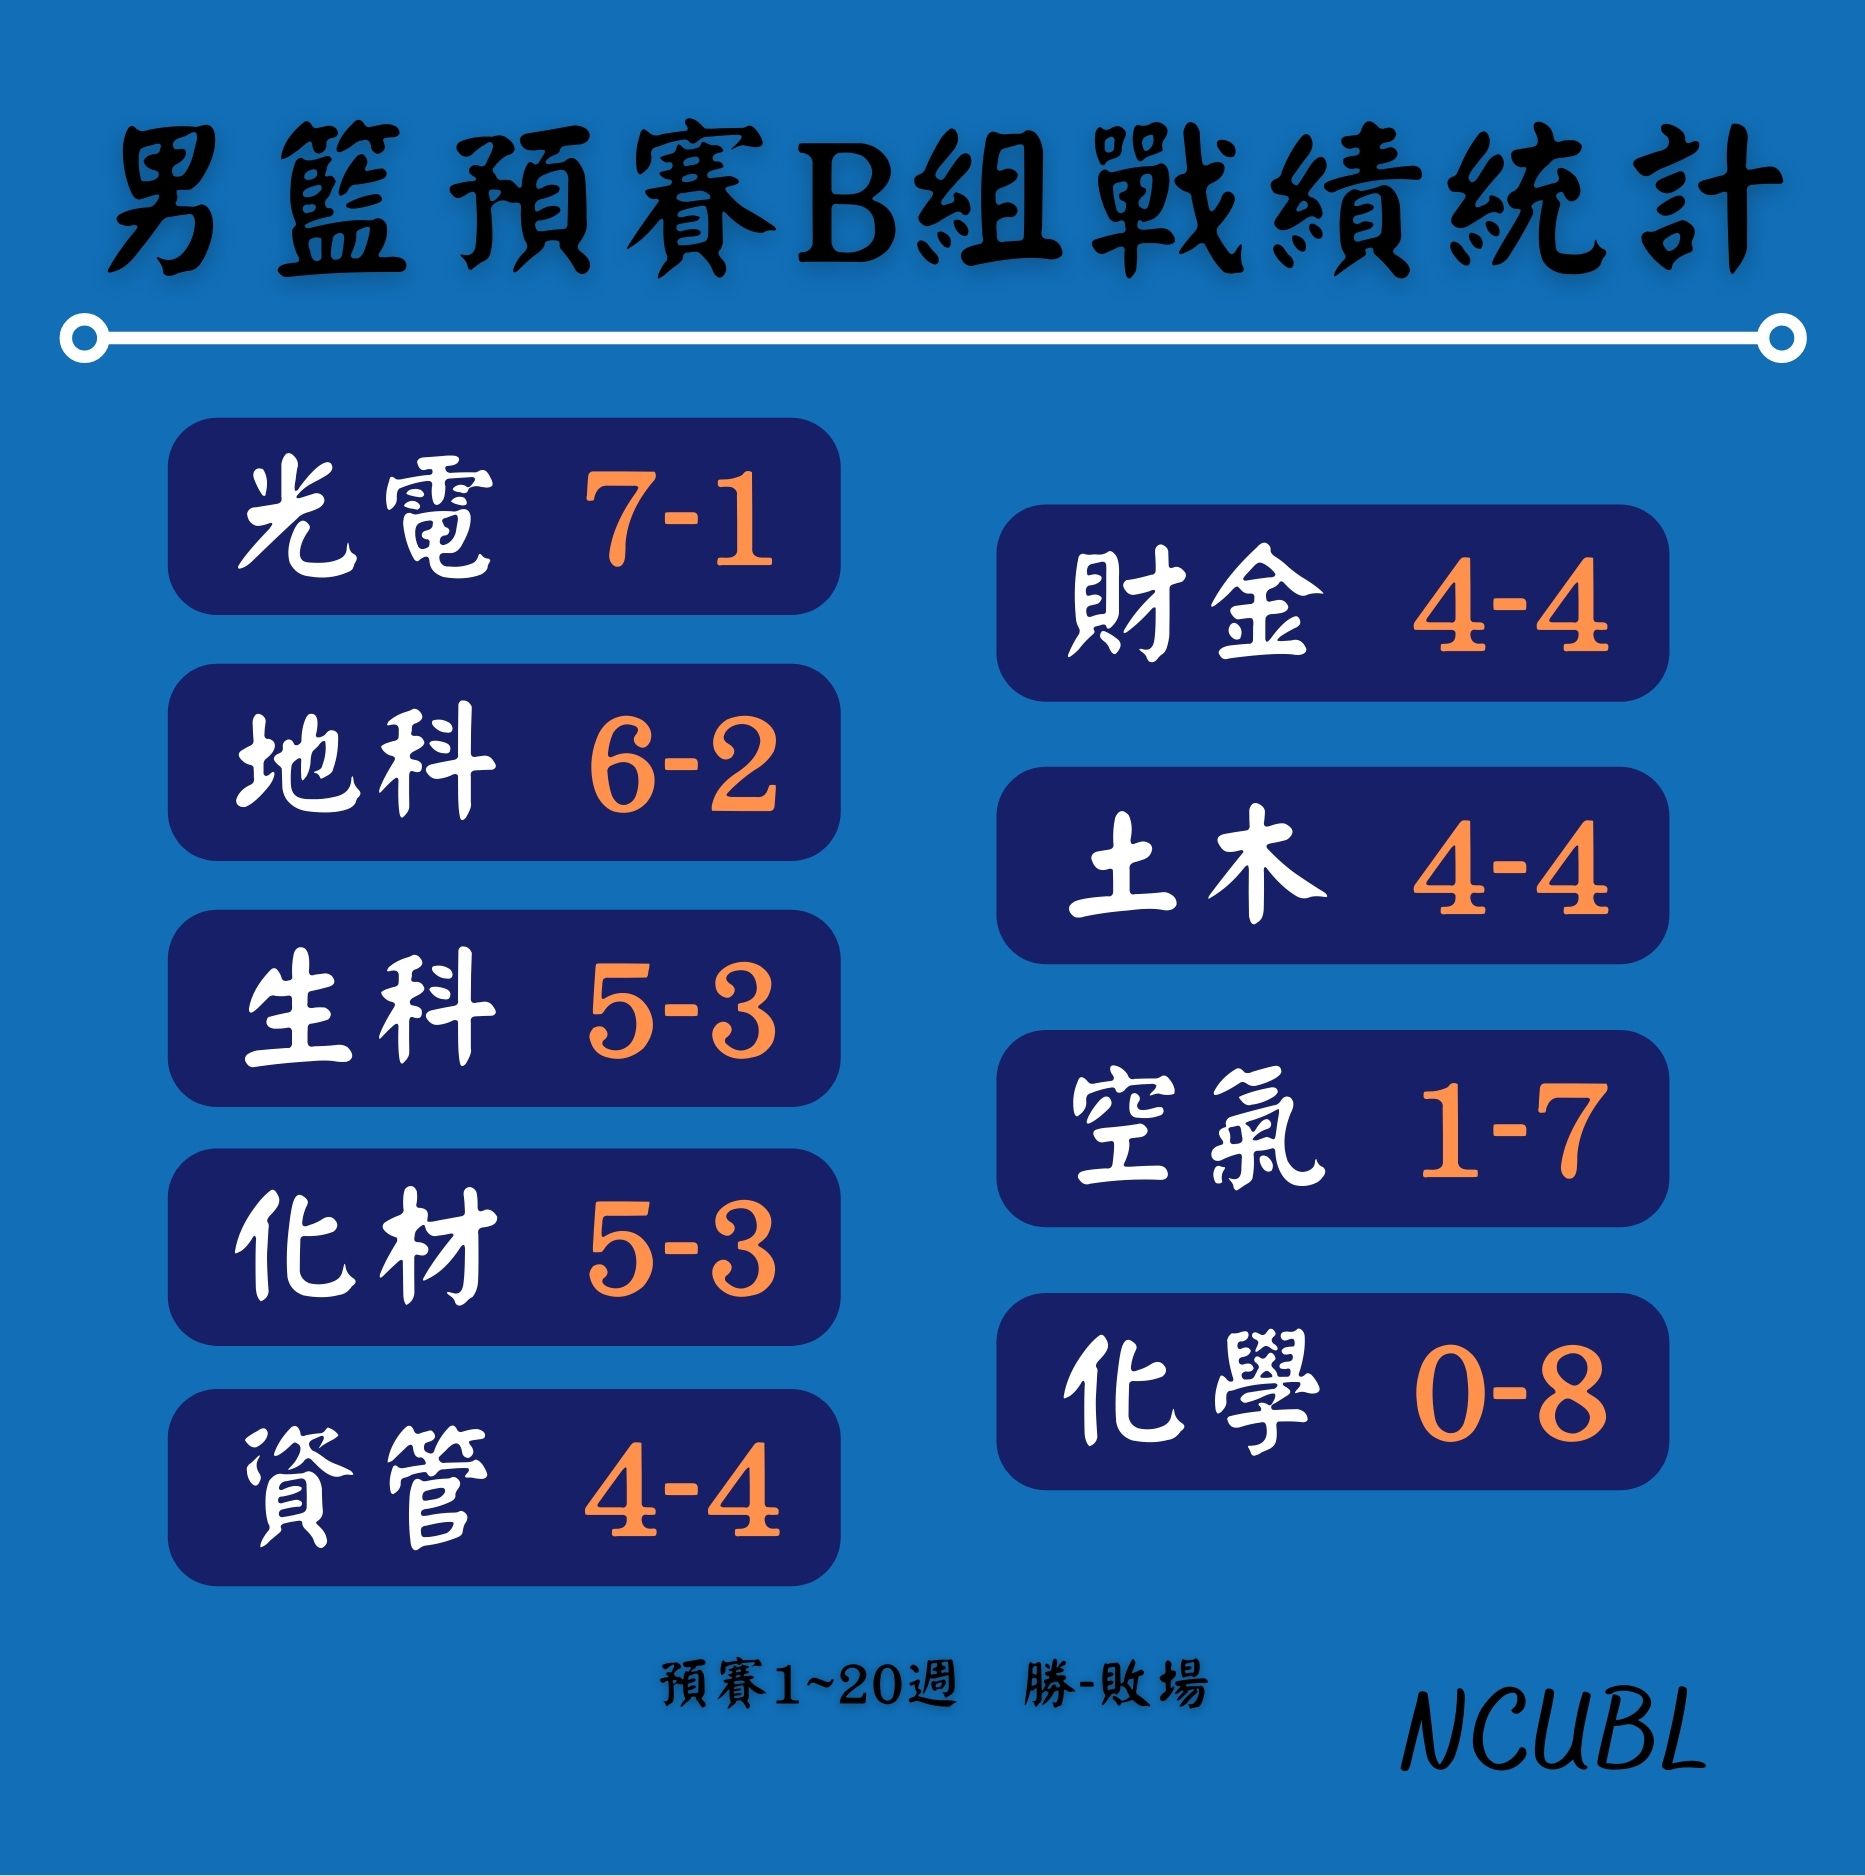 男籃預賽B組戰績統計
光電 7-1
地科 6-2
生科 5-3
化材 5-3
資管 4-4
財金 4-4
土木 4-4
空氣 1-7
化學 0-8
預賽1~20週 勝-敗場
NCUBL